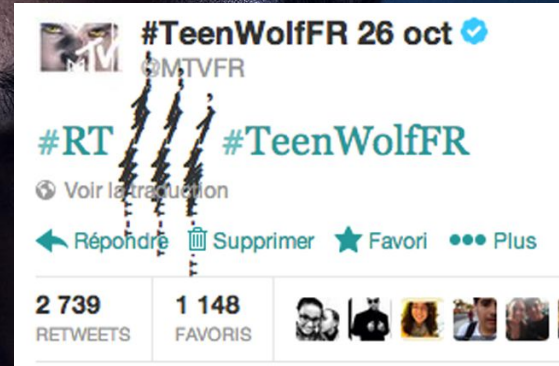 #TeenWolfFR 26 oct
MTV
@MTVFR
#RT #TeenWolfFR
Voir la traduction
Répondre Supprimer Favori Plus
2 739 1 148
RETWEETS FAVORIS